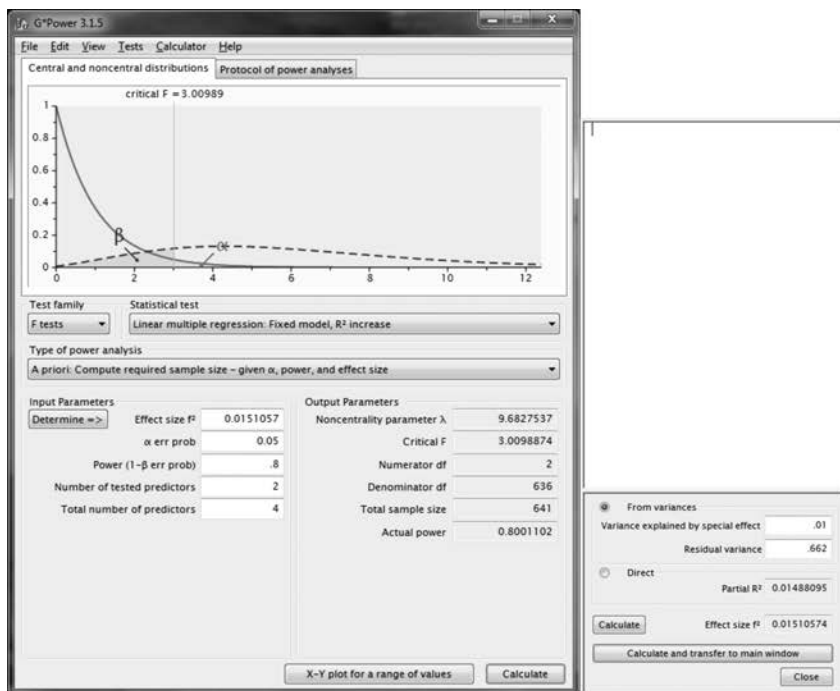 G*Power 3.1.5
File Edit View Tests Calculator Help
Central and noncentral distributions Protocol of power analyses
critical F = 3.00989
1
0.8
0.6
0.4
0.2
0
β
α
0 2 4 6 8 10 12
Test family Statistical test
F tests Linear multiple regression: Fixed model, R² increase
Type of power analysis
A priori: Compute required sample size – given α, power, and effect size
Input Parameters
Determine =>
Effect size f² 0.0151057
α err prob 0.05
Power (1–β err prob) .8
Number of tested predictors 2
Total number of predictors 4
Output Parameters
Noncentrality parameter λ 9.6827537
Critical F 3.0098874
Numerator df 2
Denominator df 636
Total sample size 641
Actual power 0.8001102
X–Y plot for a range of values Calculate
From variances
Variance explained by special effect .01
Residual variance .662
Direct
Partial R² 0.01488095
Calculate Effect size f² 0.01510574
Calculate and transfer to main window
Close